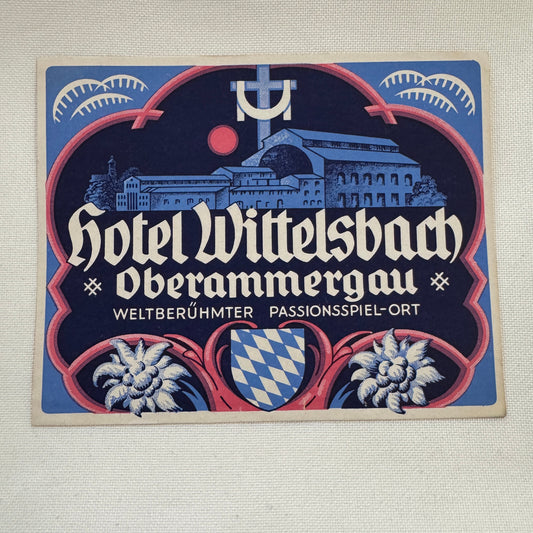 Hotel Wittelsbach
Oberammergau
WELTBERÜHMTER PASSIONSSPIEL-ORT